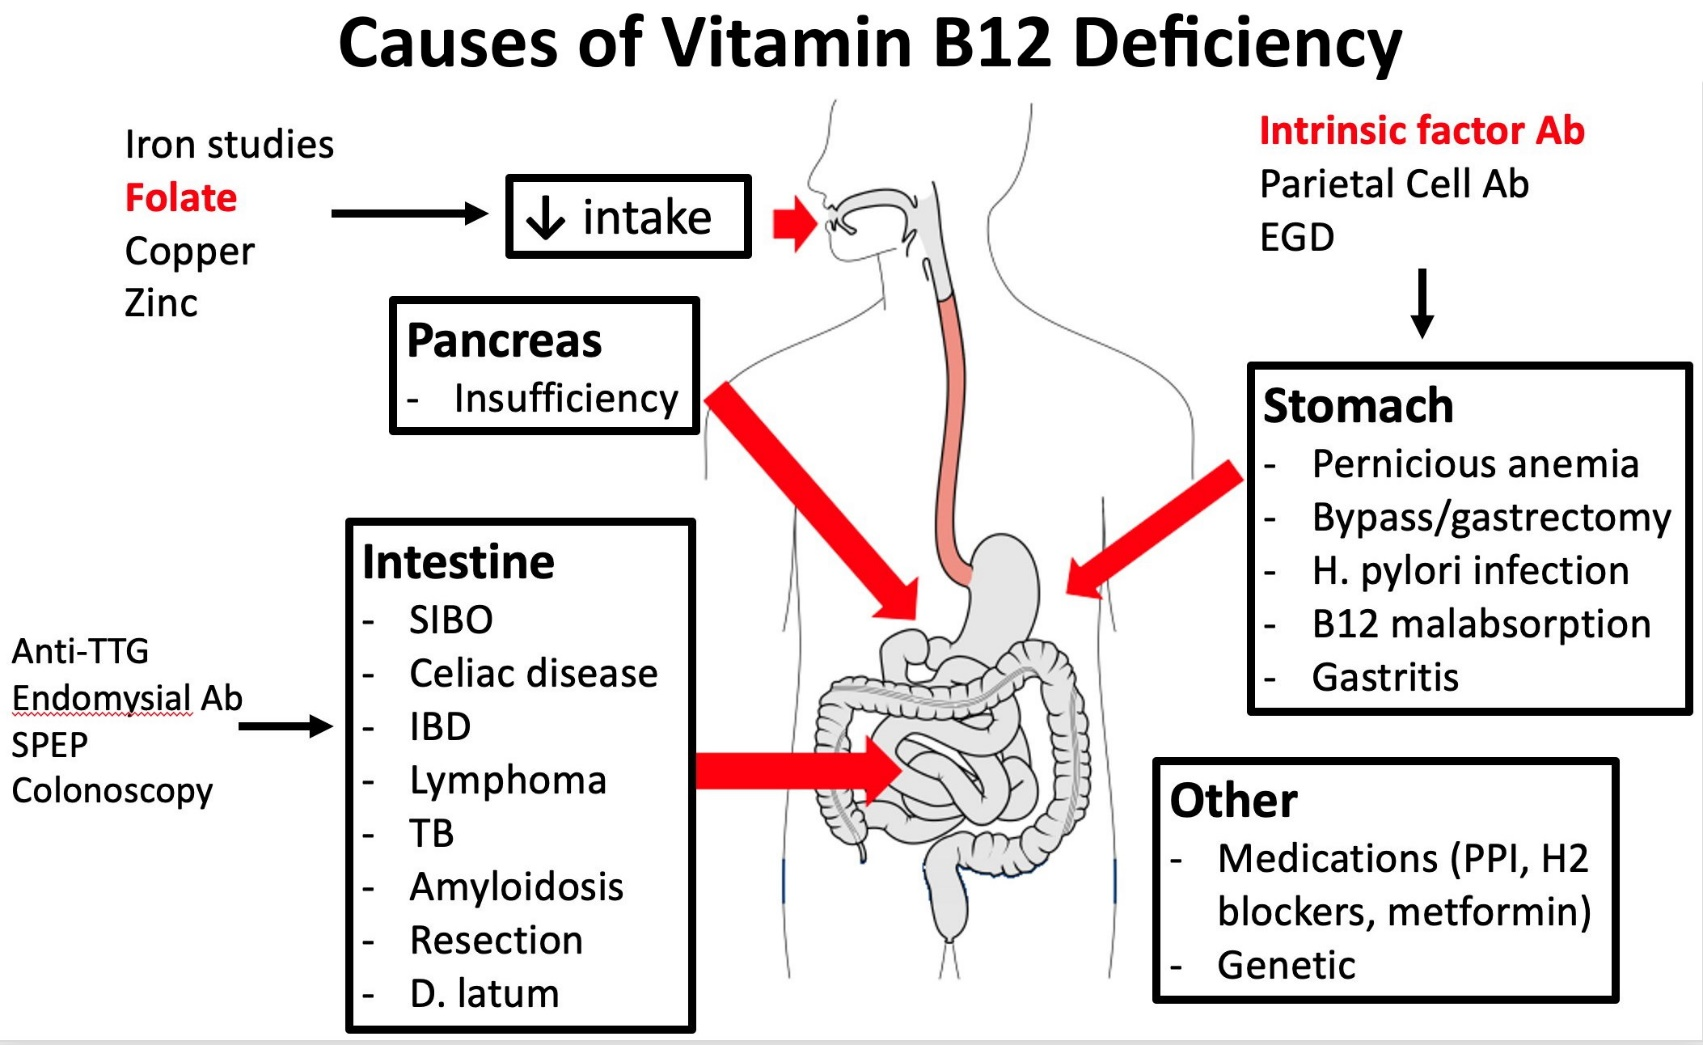 Causes of Vitamin B12 Deficiency
Iron studies
Folate
Copper
Zinc
↓ intake
Intrinsic factor Ab
Parietal Cell Ab
EGD
Pancreas
- Insufficiency
Stomach
- Pernicious anemia
- Bypass/gastrectomy
- H. pylori infection
- B12 malabsorption
- Gastritis
Anti-TTG
Endomysial Ab
SPEP
Colonoscopy
Intestine
- SIBO
- Celiac disease
- IBD
- Lymphoma
- TB
- Amyloidosis
- Resection
- D. latum
Other
- Medications (PPI, H2
blockers, metformin)
- Genetic